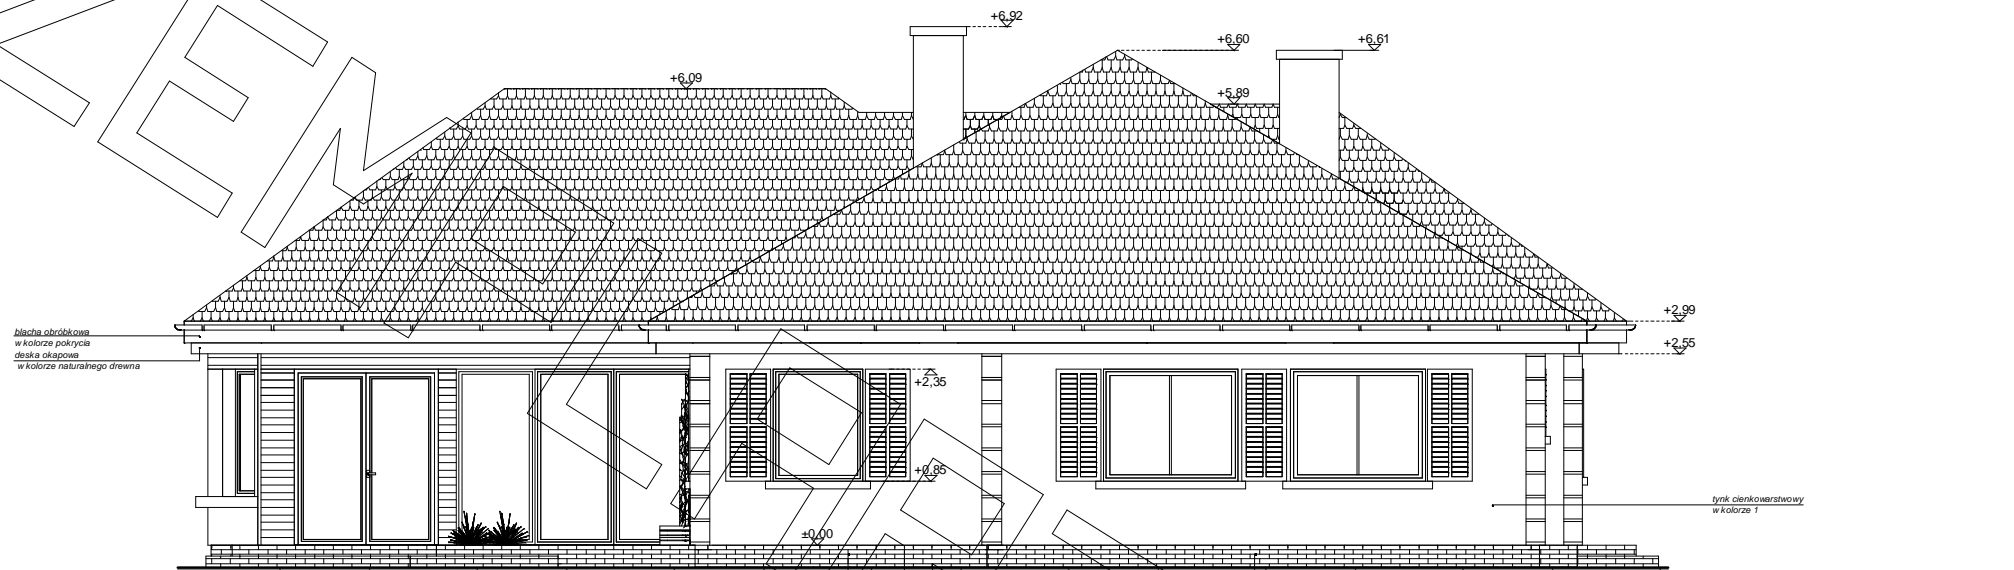 +6,92
+6,60
+6,61
+6,09
+5,89
+2,99
blacha obróbkowa
w kolorze pokrycia
+2,55
deska okapowa
w kolorze naturalnego drewna
+2,35
+0,85
tynk cienkowarstwowy
w kolorze 1
±0,00